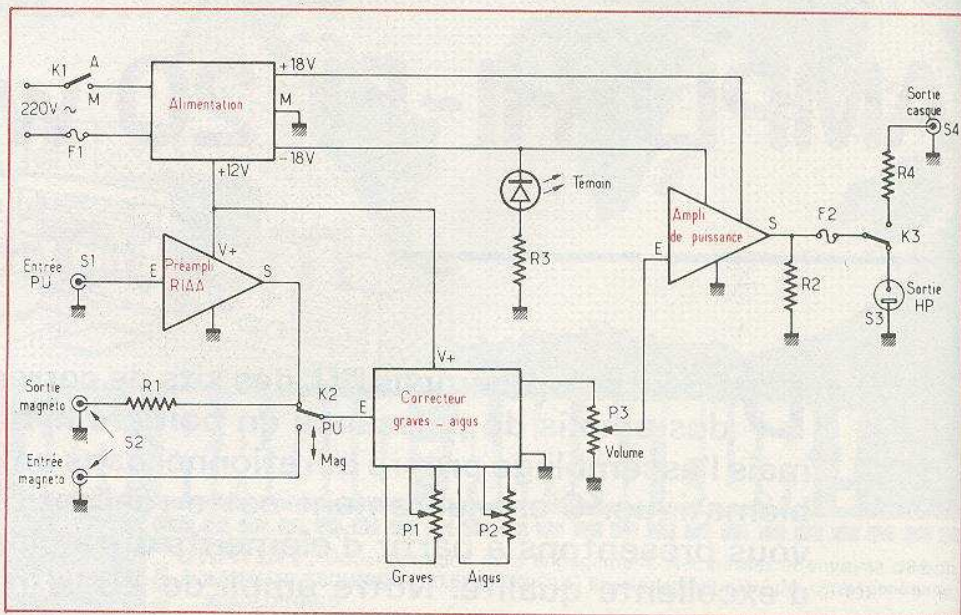 K1
A
M
220V ~
F1
Alimentation
+18V
M
-18V
+12V
Témoin
R3
Ampli
de puissance
E
S
F2
R2
K3
R4
Sortie
casque
S4
Sortie
HP
S3
Entrée
PU
S1
E
V+
Préampli
RIAA
S
Sortie
magnéto
R1
S2
Entrée
magnéto
K2
PU
Mag
E
V+
Correcteur
graves _ aigus
P3
Volume
P1
Graves
P2
Aigus